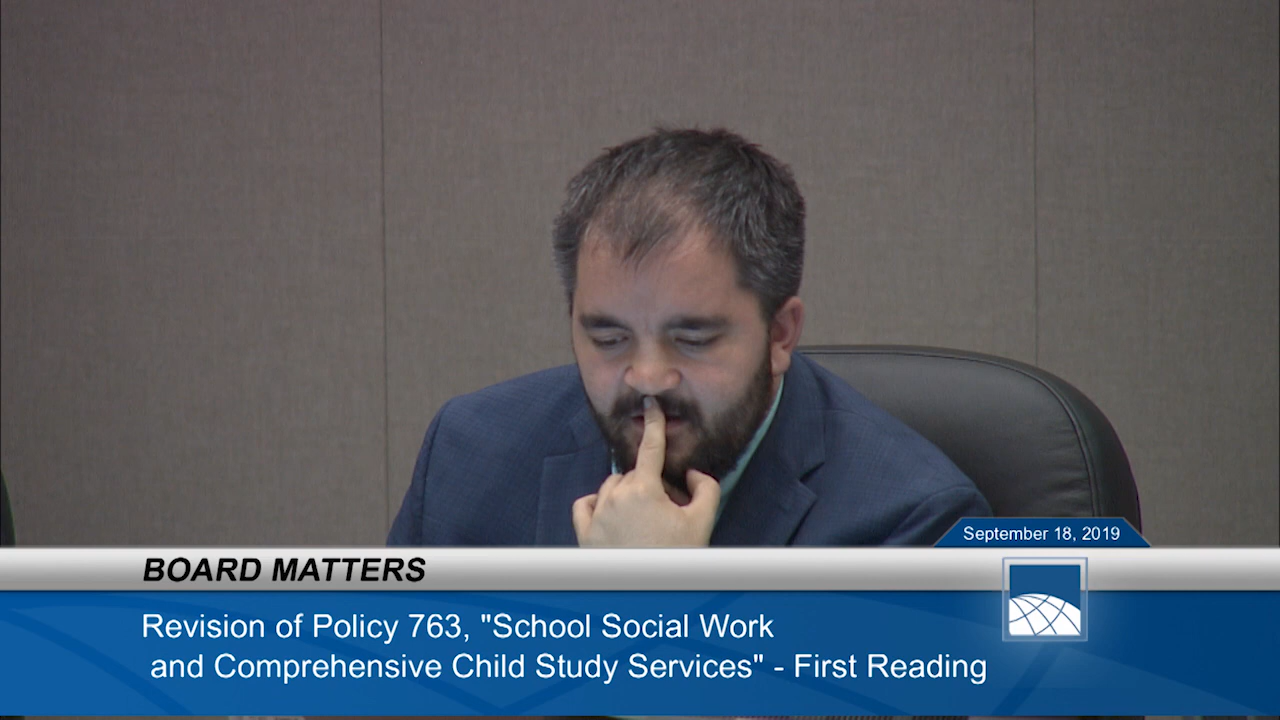 September 18, 2019
BOARD MATTERS
Revision of Policy 763, "School Social Work
and Comprehensive Child Study Services" - First Reading